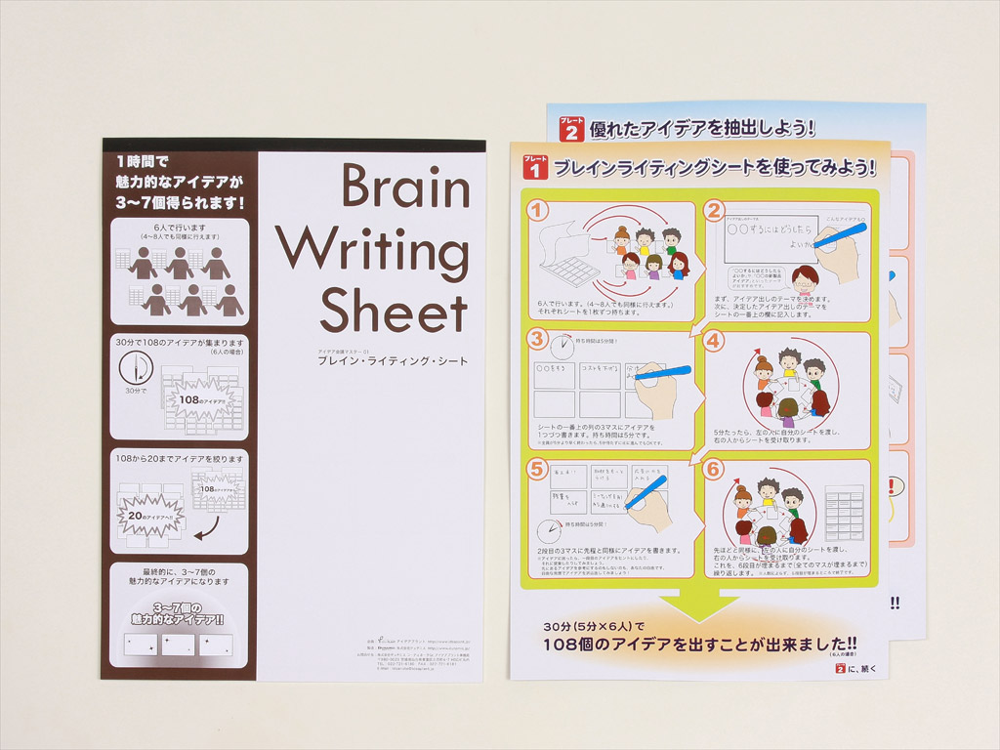 1時間で
魅力的なアイデアが
3〜7個得られます!
6人で行います
(4〜8人でも同様に行えます)
30分で108のアイデアが集まります
(6人の場合)
30分で
108のアイデア!!
108から20までアイデアを絞ります
108のアイデア
20のアイデアへ!!
最終的に、3〜7個の
魅力的なアイデアになります
3〜7個の
魅力的なアイデア!!
Brain
Writing
Sheet
アイデア会議マスター 01
ブレイン・ライティング・シート
プレート
2
優れたアイデアを抽出しよう!
プレート
1
ブレインライティングシートを使ってみよう!
1
6人で行います。(4〜8人でも同様に行えます。)
それぞれシートを1枚ずつ持ちます。
2
〇〇するにはどうしたら
よいか
まず、アイデア出しのテーマを決めます。
次に、決定したアイデア出しのテーマを
シートの一番上の欄に記入します。
3
持ち時間は5分間!
〇〇をする
コストを下げる
シートの一番上の列の3マスにアイデアを
1つづつ書きます。持ち時間は5分です。
4
5分たったら、左の人に自分のシートを渡し、
右の人からシートを受け取ります。
5
持ち時間は5分間!
2段目の3マスに先程と同様にアイデアを書きます。
6
先ほどと同様に、左の人に自分のシートを渡し、
右の人からシートを受け取ります。
これを、6段目が埋まるまで(全てのマスが埋まるまで)
繰り返します。
!!
30分(5分×6人)で
108個のアイデアを出すことが出来ました!!
(6人の場合)
プレート
2
に、続く